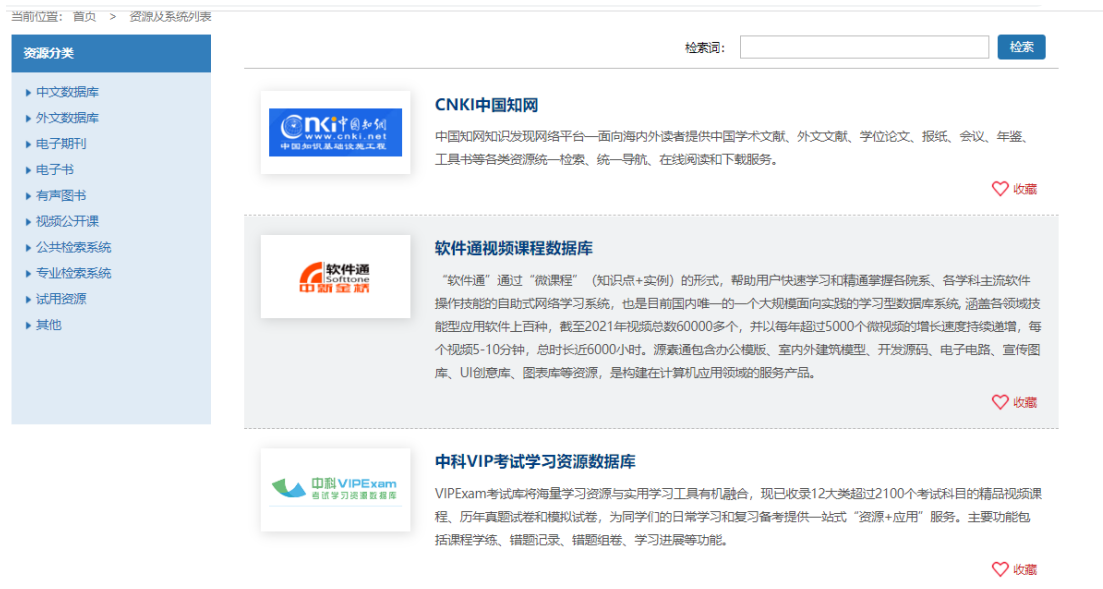 当前位置： 首页 > 资源及系统列表
资源分类
中文数据库
外文数据库
电子期刊
电子书
有声图书
视频公开课
公共检索系统
专业检索系统
试用资源
其他
检索词：
检索
CNKI中国知网
www.cnki.net
中国知识基础设施工程
CNKI中国知网
中国知网知识发现网络平台—面向海内外读者提供中国学术文献、外文文献、学位论文、报纸、会议、年鉴、
工具书等各类资源统一检索、统一导航、在线阅读和下载服务。
收藏
软件通
Softtone
中新金桥
软件通视频课程数据库
“软件通”通过“微课程”（知识点+实例）的形式，帮助用户快速学习和精通掌握各院系、各学科主流软件
操作技能的自助式网络学习系统，也是目前国内唯一的一个大规模面向实践的学习型数据库系统, 涵盖各领域技
能型应用软件上百种，截至2021年视频总数60000多个，并以每年超过5000个微视频的增长速度持续递增，每
个视频5-10分钟，总时长近6000小时。源素通包含办公模版、室内外建筑模型、开发源码、电子电路、宣传图
库、UI创意库、图表库等资源，是构建在计算机应用领域的服务产品。
收藏
中科VIPExam
考试学习资源数据库
中科VIP考试学习资源数据库
VIPExam考试库将海量学习资源与实用学习工具有机融合，现已收录12大类超过2100个考试科目的精品视频课
程、历年真题试卷和模拟试卷，为同学们的日常学习和复习备考提供一站式“资源+应用”服务。主要功能包
括课程学练、错题记录、错题组卷、学习进展等功能。
收藏